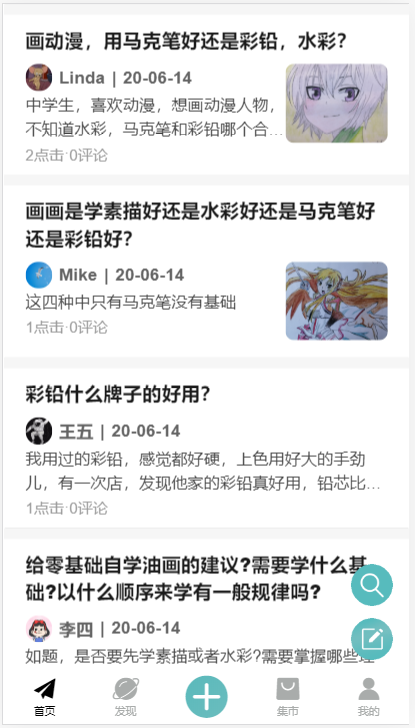 画动漫，用马克笔好还是彩铅，水彩？
Linda | 20-06-14
中学生，喜欢动漫，想画动漫人物，
不知道水彩，马克笔和彩铅哪个合…
2点击·0评论
画画是学素描好还是水彩好还是马克笔好
还是彩铅好？
Mike | 20-06-14
这四种中只有马克笔没有基础
1点击·0评论
彩铅什么牌子的好用？
王五 | 20-06-14
我用过的彩铅，感觉都好硬，上色用好大的手劲
儿，有一次店，发现他家的彩铅真好用，铅芯比…
1点击·0评论
给零基础自学油画的建议?需要学什么基
础?以什么顺序来学有一般规律吗?
李四 | 20-06-14
如题，是否要先学素描或者水彩?需要掌握哪些理
首页
发现
集市
我的